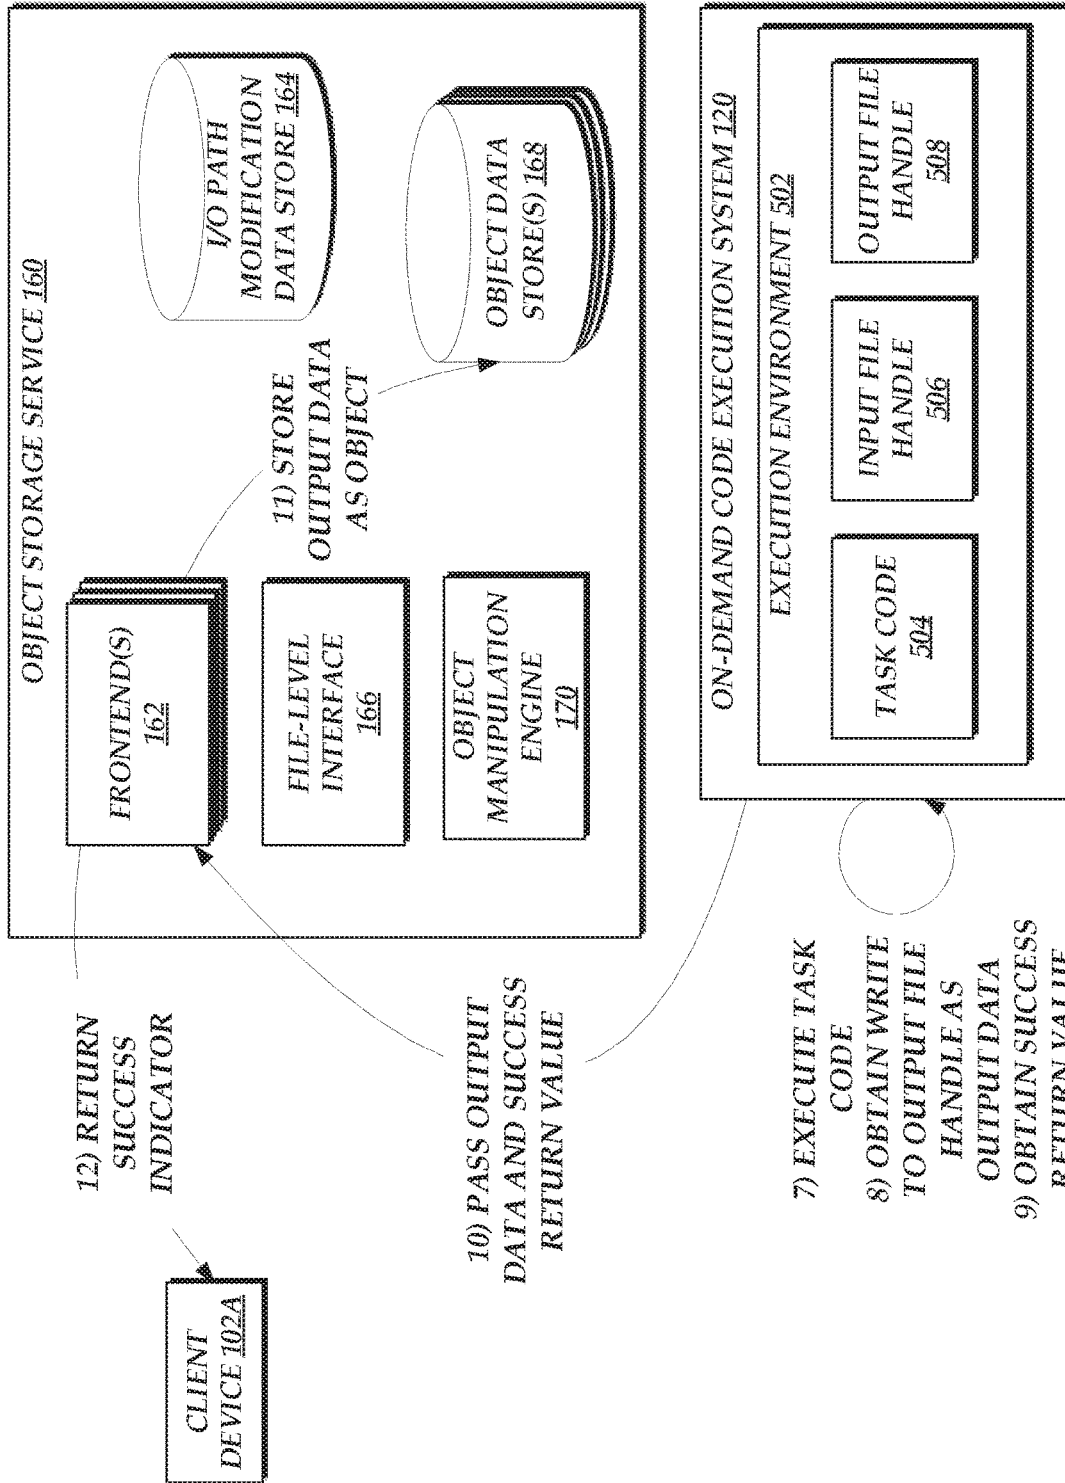 OBJECT STORAGE SERVICE 160
FRONTEND(S)
162
FILE-LEVEL
INTERFACE
166
OBJECT
MANIPULATION
ENGINE
170
I/O PATH
MODIFICATION
DATA STORE 164
OBJECT DATA
STORE(S) 168
11) STORE
OUTPUT DATA
AS OBJECT
12) RETURN
SUCCESS
INDICATOR
CLIENT
DEVICE 102A
10) PASS OUTPUT
DATA AND SUCCESS
RETURN VALUE
ON-DEMAND CODE EXECUTION SYSTEM 120
EXECUTION ENVIRONMENT 502
TASK CODE
504
INPUT FILE
HANDLE
506
OUTPUT FILE
HANDLE
508
7) EXECUTE TASK
CODE
8) OBTAIN WRITE
TO OUTPUT FILE
HANDLE AS
OUTPUT DATA
9) OBTAIN SUCCESS
RETURN VALUE